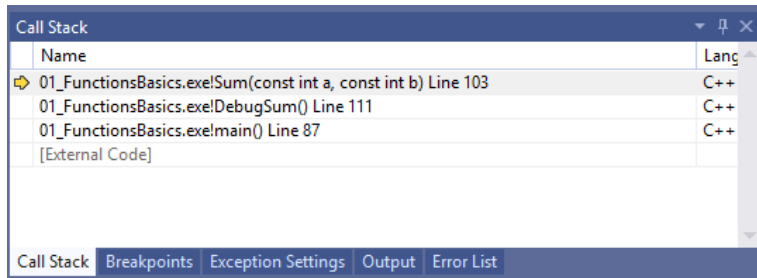 Call Stack
Name Lang
01_FunctionsBasics.exe!Sum(const int a, const int b) Line 103 C++
01_FunctionsBasics.exe!DebugSum() Line 111 C++
01_FunctionsBasics.exe!main() Line 87 C++
[External Code]
Call Stack Breakpoints Exception Settings Output Error List